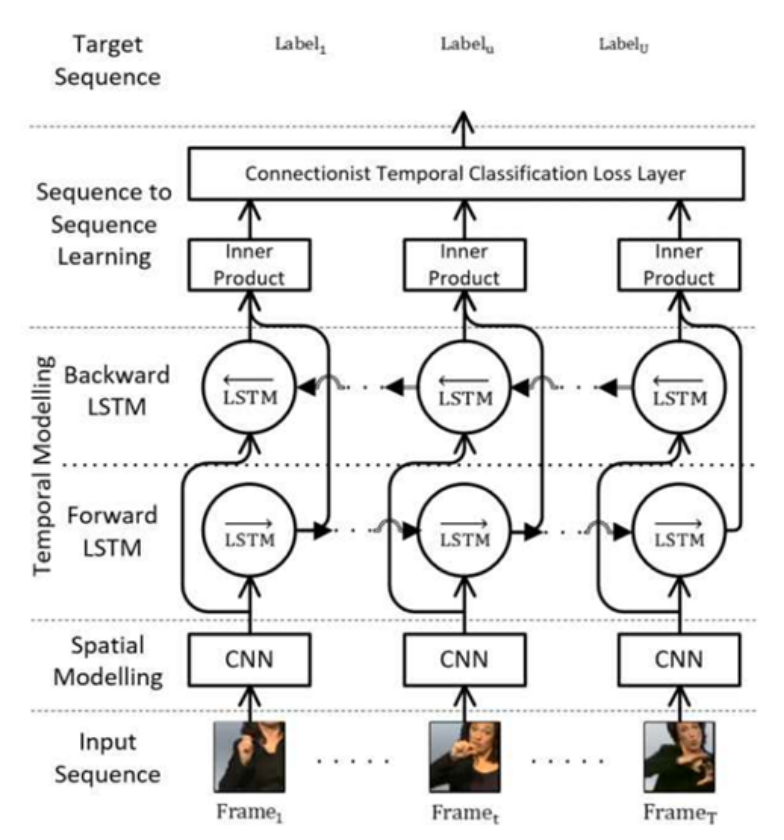 Target
Sequence
Label₁ Labelᵤ Label_U
Connectionist Temporal Classification Loss Layer
Sequence to
Sequence
Learning
Inner
Product
Inner
Product
Inner
Product
Temporal Modelling
Backward
LSTM
LSTM LSTM LSTM
Forward
LSTM
LSTM LSTM LSTM
Spatial
Modelling
CNN CNN CNN
Input
Sequence
Frame₁ Frameₜ Frame_T